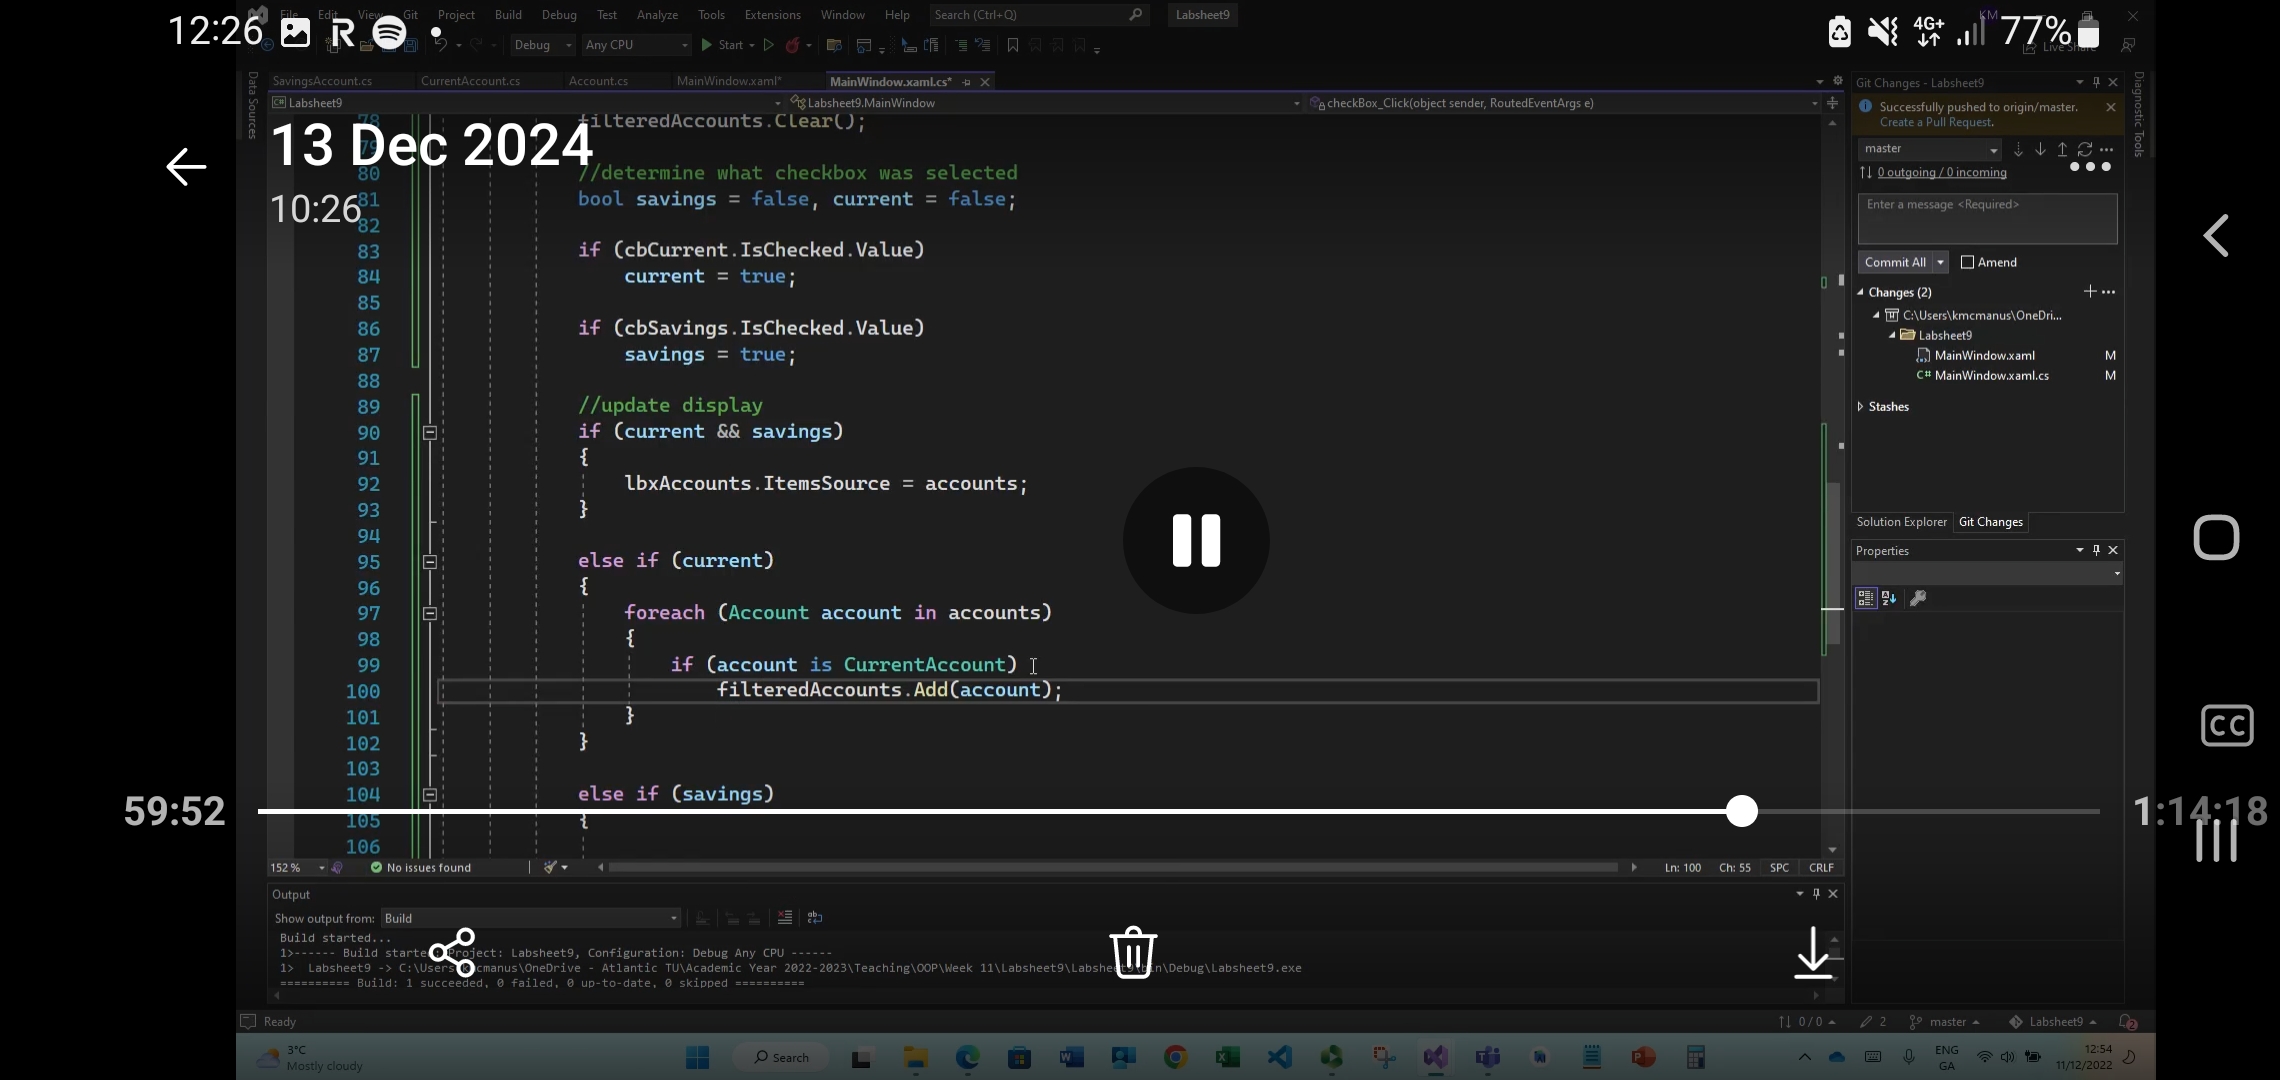 File Edit View Git Project Build Debug Test Analyze Tools Extensions Window Help Search (Ctrl+Q) Labsheet9 KM
12:26 4G+ 77%
Debug Any CPU Start Live Share
SavingsAccount.cs CurrentAccount.cs Account.cs MainWindow.xaml* MainWindow.xaml.cs*
Labsheet9 Labsheet9.MainWindow checkBox_Click(object sender, RoutedEventArgs e)
Data Sources
Diagnostic Tools
13 Dec 2024
10:26
78 filteredAccounts.Clear();
79
80 //determine what checkbox was selected
81 bool savings = false, current = false;
82
83 if (cbCurrent.IsChecked.Value)
84 current = true;
85
86 if (cbSavings.IsChecked.Value)
87 savings = true;
88
89 //update display
90 if (current && savings)
91 {
92 lbxAccounts.ItemsSource = accounts;
93 }
94
95 else if (current)
96 {
97 foreach (Account account in accounts)
98 {
99 if (account is CurrentAccount)
100 filteredAccounts.Add(account);
101 }
102 }
103
104 else if (savings)
105 {
106
59:52 1:14:18
152 % No issues found Ln: 100 Ch: 55 SPC CRLF
Git Changes - Labsheet9
Successfully pushed to origin/master.
Create a Pull Request.
master
0 outgoing / 0 incoming
Enter a message <Required>
Commit All Amend
Changes (2)
C:\Users\kmcmanus\OneDri...
Labsheet9
MainWindow.xaml M
MainWindow.xaml.cs M
Stashes
Solution Explorer Git Changes
Properties
CC
Output
Show output from: Build
Build started...
1>------ Build started: Project: Labsheet9, Configuration: Debug Any CPU ------
1> Labsheet9 -> C:\Users\kmcmanus\OneDrive - Atlantic TU\Academic Year 2022-2023\Teaching\OOP\Week 11\Labsheet9\Labsheet9\bin\Debug\Labsheet9.exe
========== Build: 1 succeeded, 0 failed, 0 up-to-date, 0 skipped ==========
Ready 0 / 0 2 master Labsheet9 2
3°C
Mostly cloudy
Search
ENG
GA
12:54
11/12/2022